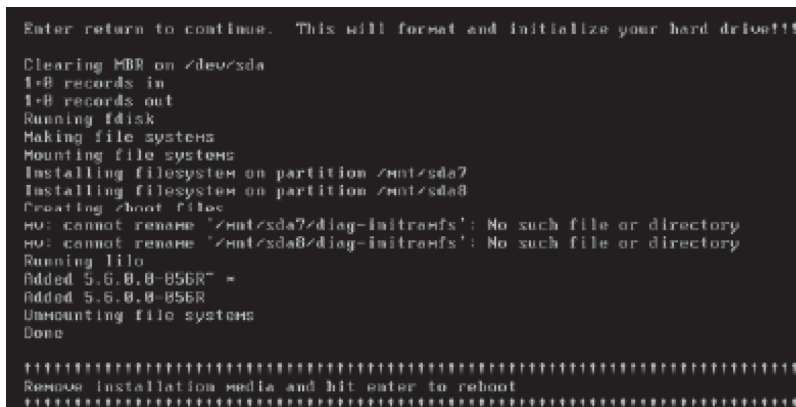 Enter return to continue.  This will format and initialize your hard drive!!!
Clearing MBR on /dev/sda
1+0 records in
1+0 records out
Running fdisk
Making file systems
Mounting file systems
Installing filesystem on partition /mnt/sda7
Installing filesystem on partition /mnt/sda8
Creating /boot files
mv: cannot rename '/mnt/sda7/diag-initramfs': No such file or directory
mv: cannot rename '/mnt/sda8/diag-initramfs': No such file or directory
Running lilo
Added 5.6.0.0-056R~ *
Added 5.6.0.0-056R
Unmounting file systems
Done
!!!!!!!!!!!!!!!!!!!!!!!!!!!!!!!!!!!!!!!!!!!!!!!!!!!!!!!!!!!!!!!!!!!!!!!!!!!!!!
Remove installation media and hit enter to reboot
!!!!!!!!!!!!!!!!!!!!!!!!!!!!!!!!!!!!!!!!!!!!!!!!!!!!!!!!!!!!!!!!!!!!!!!!!!!!!!